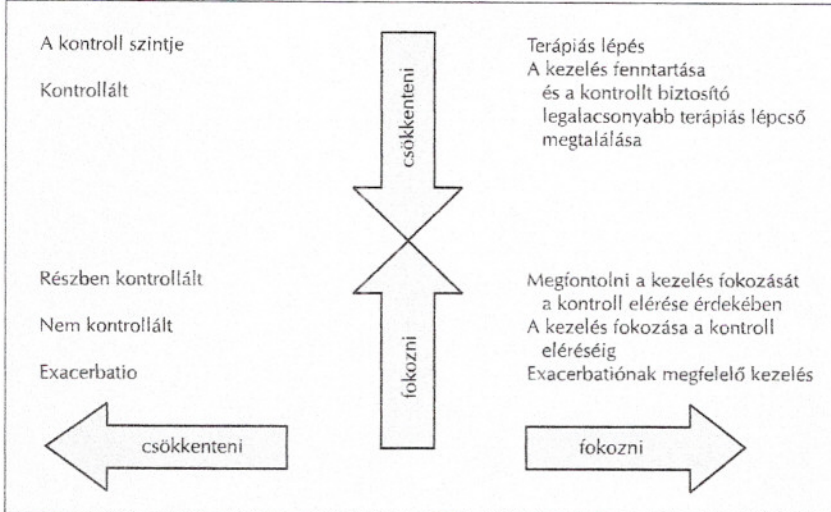 A kontroll szintje
Kontrollált
csökkenteni
Terápiás lépés
A kezelés fenntartása
és a kontrollt biztosító
legalacsonyabb terápiás lépcső
megtalálása
Részben kontrollált
Nem kontrollált
Exacerbatio
fokozni
Megfontolni a kezelés fokozását
a kontroll elérése érdekében
A kezelés fokozása a kontroll
eléréséig
Exacerbatiónak megfelelő kezelés
csökkenteni
fokozni